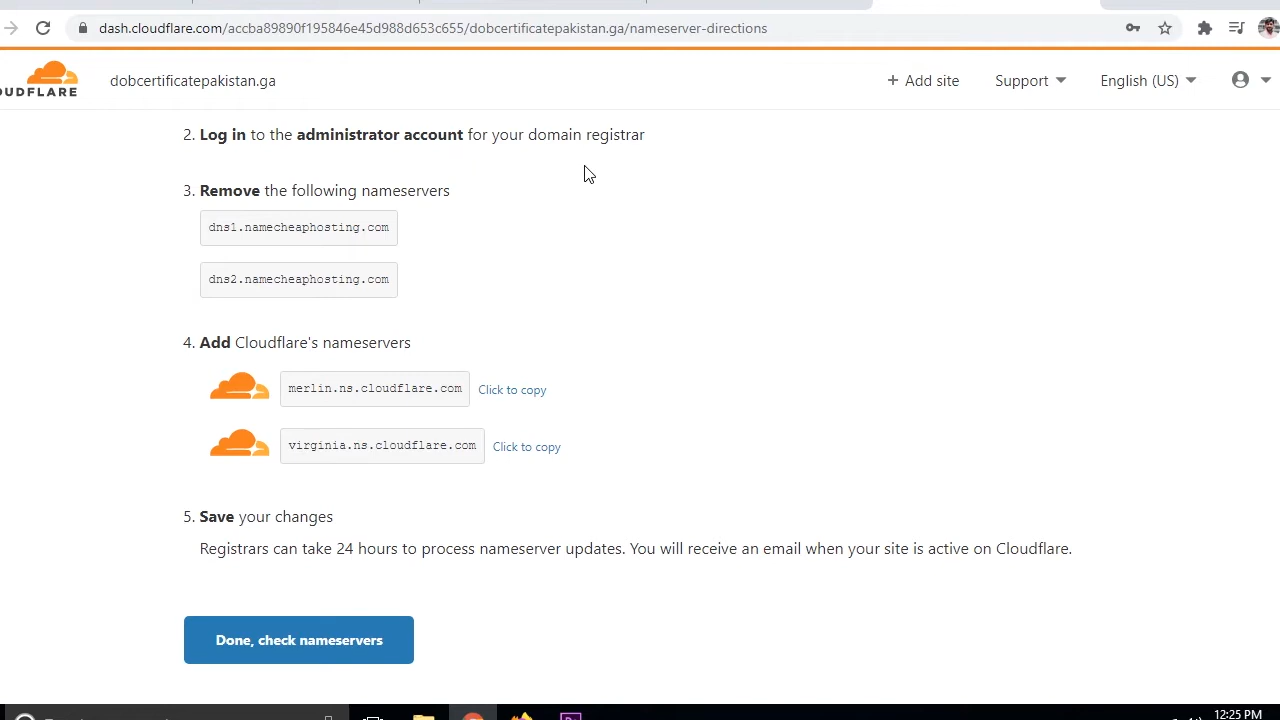 dash.cloudflare.com/accba89890f195846e45d988d653c655/dobcertificatepakistan.ga/nameserver-directions
OUDFLARE
dobcertificatepakistan.ga
+ Add site
Support
English (US)
2. Log in to the administrator account for your domain registrar
3. Remove the following nameservers
dns1.namecheaphosting.com
dns2.namecheaphosting.com
4. Add Cloudflare's nameservers
merlin.ns.cloudflare.com Click to copy
virginia.ns.cloudflare.com Click to copy
5. Save your changes
Registrars can take 24 hours to process nameserver updates. You will receive an email when your site is active on Cloudflare.
Done, check nameservers
12:25 PM